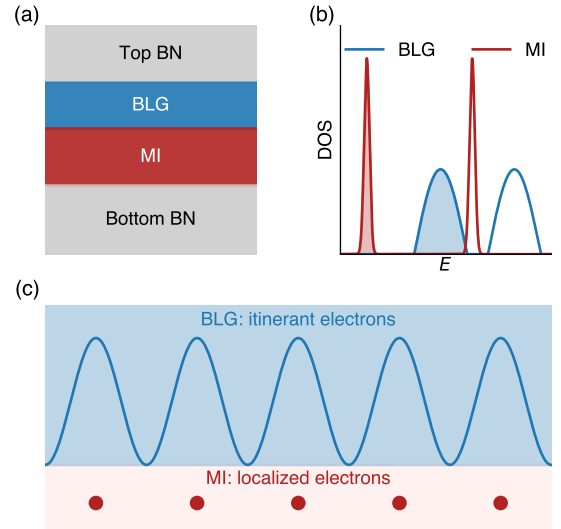 (a)
Top BN
BLG
MI
Bottom BN
(b)
BLG
MI
DOS
E
(c)
BLG: itinerant electrons
MI: localized electrons